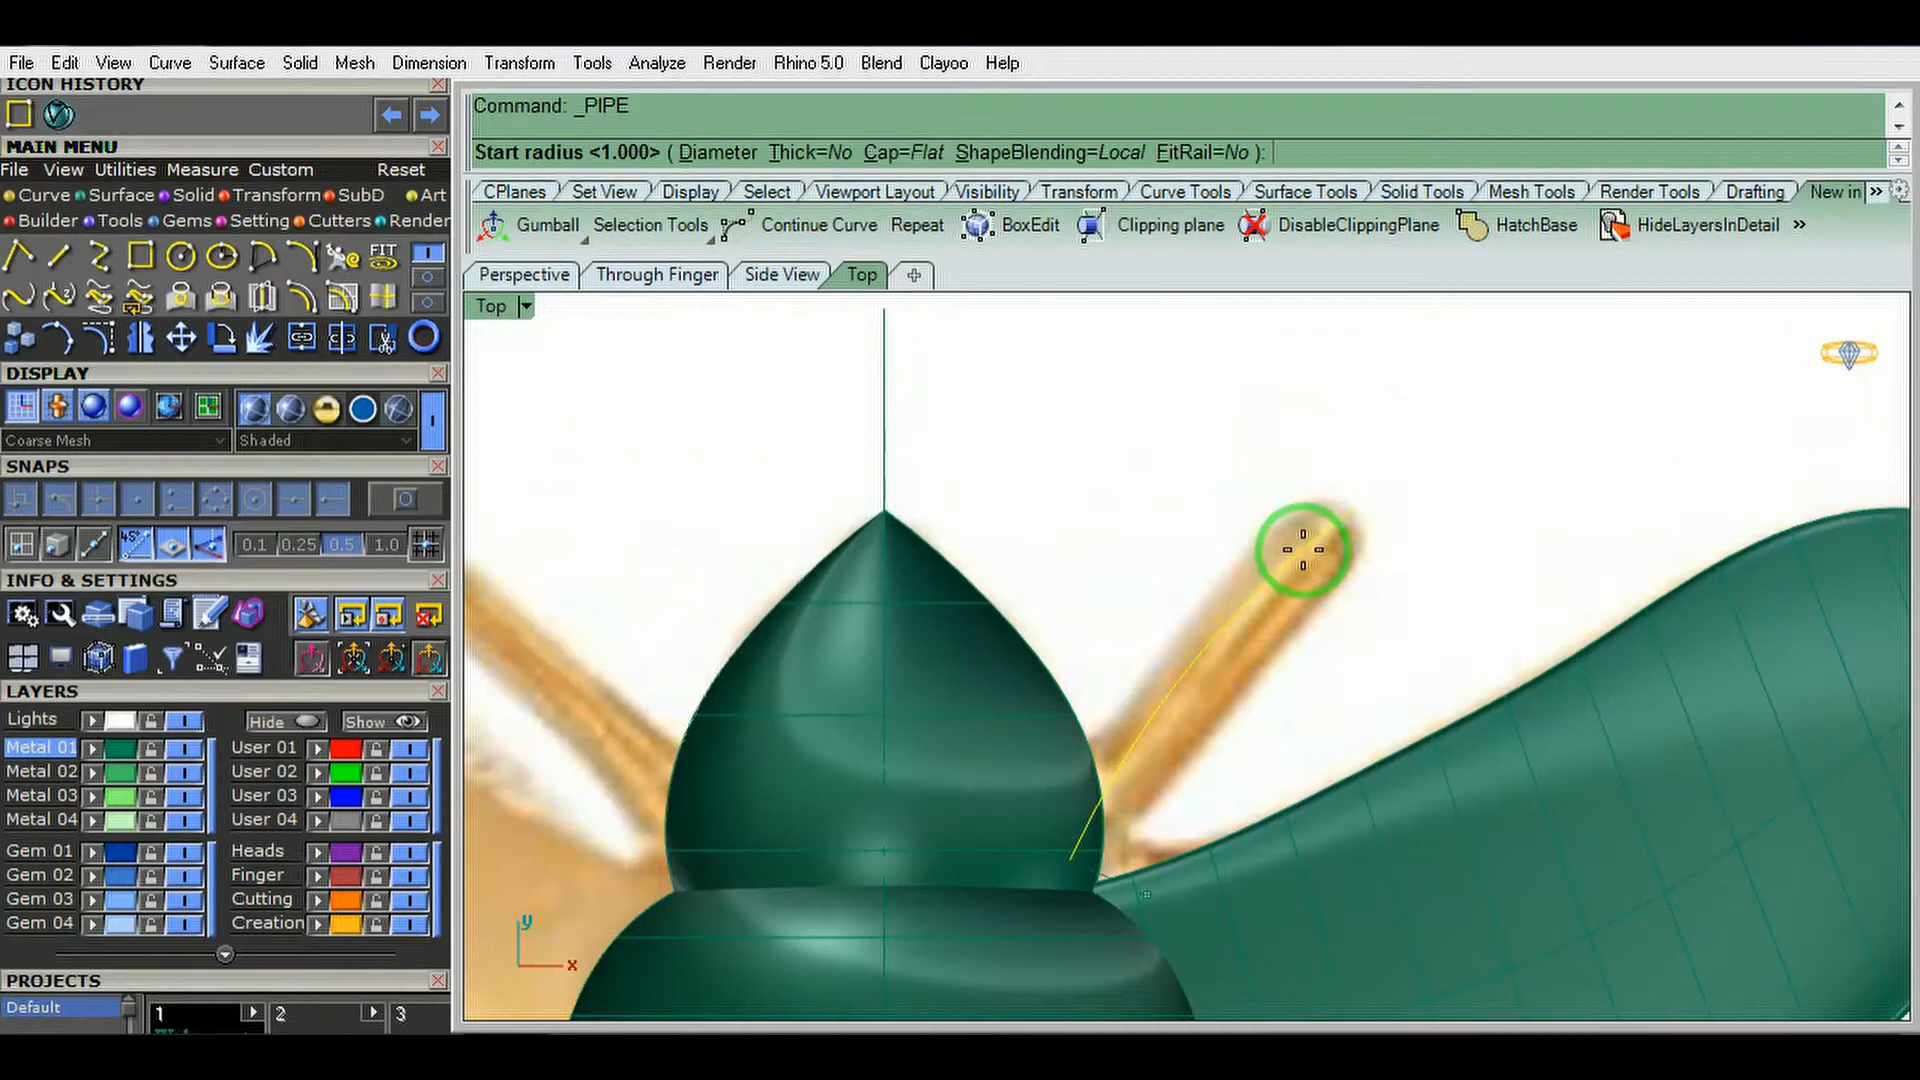 File Edit View Curve Surface Solid Mesh Dimension Transform Tools Analyze Render Rhino 5.0 Blend Clayoo Help
ICON HISTORY
Command: _PIPE
MAIN MENU
Start radius <1.000> ( Diameter Thick=No Cap=Flat ShapeBlending=Local FitRail=No ):
File View Utilities Measure Custom Reset
Curve Surface Solid Transform SubD Art
CPlanes Set View Display Select Viewport Layout Visibility Transform Curve Tools Surface Tools Solid Tools Mesh Tools Render Tools Drafting New in »
Builder Tools Gems Setting Cutters Render
Gumball Selection Tools Continue Curve Repeat BoxEdit Clipping plane DisableClippingPlane HatchBase HideLayersInDetail »
FIT
Perspective Through Finger Side View Top
Top
DISPLAY
Coarse Mesh Shaded
SNAPS
45° 0.1 0.25 0.5 1.0
INFO & SETTINGS
LAYERS
Lights Hide Show
Metal 01 User 01
Metal 02 User 02
Metal 03 User 03
Metal 04 User 04
Gem 01 Heads
Gem 02 Finger
Gem 03 Cutting
Gem 04 Creation
y
x
PROJECTS
Default 1 2 3